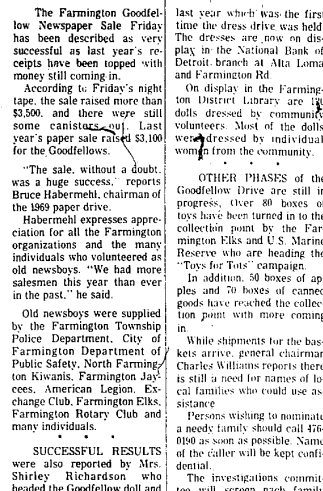 The Farmington Goodfel-
low Newspaper Sale Friday
has been described as very
successful as last year's re-
ceipts have been topped with
money still coming in.
According to Friday's night
tape, the sale raised more than
$3,500, and there were still
some canistors out. Last
year's paper sale raised $3,100
for the Goodfellows.
"The sale, without a doubt,
was a huge success," reports
Bruce Habermehl, chairman of
the 1969 paper drive.
Habermehl expresses appre-
ciation for all the Farmington
organizations and the many
individuals who volunteered as
old newsboys. "We had more
salesmen this year than ever
in the past," he said.
Old newsboys were supplied
by the Farmington Township
Police Department, City of
Farmington Department of
Public Safety, North Farming-
ton Kiwanis, Farmington Jay-
cees, American Legion, Ex-
change Club, Farmington Elks,
Farmington Rotary Club and
many individuals.
* * *
SUCCESSFUL RESULTS
were also reported by Mrs.
Shirley Richardson who
headed the Goodfellow doll and
last year which was the first
time the dress drive was held
The dresses are now on dis-
play in the National Bank of
Detroit branch at Alta Loma
and Farmington Rd.
On display in the Farming-
ton District Library are
dolls dressed by community
volunteers. Most of the dolls
were dressed by individual
women from the community.
* * *
OTHER PHASES of the
Goodfellow Drive are still in
progress. Over 80 boxes o
toys have been turned in to the
collection point by the Far
mington Elks and U.S. Marine
Reserve who are heading the
"Toys for Tots" campaign.
In addition, 50 boxes of ap
ples and 70 boxes of canned
goods have reached the collec
tion point with more coming
in.
While shipments for the bas-
kets arrive, general chairman
Charles Williams reports there
is still a need for names of lo
cal families who could use as-
sistance
Persons wishing to nominate
a needy family should call 476-
0190 as soon as possible. Name
of the caller will be kept confi-
dential.
The investigations commit-
tee will screen each famil